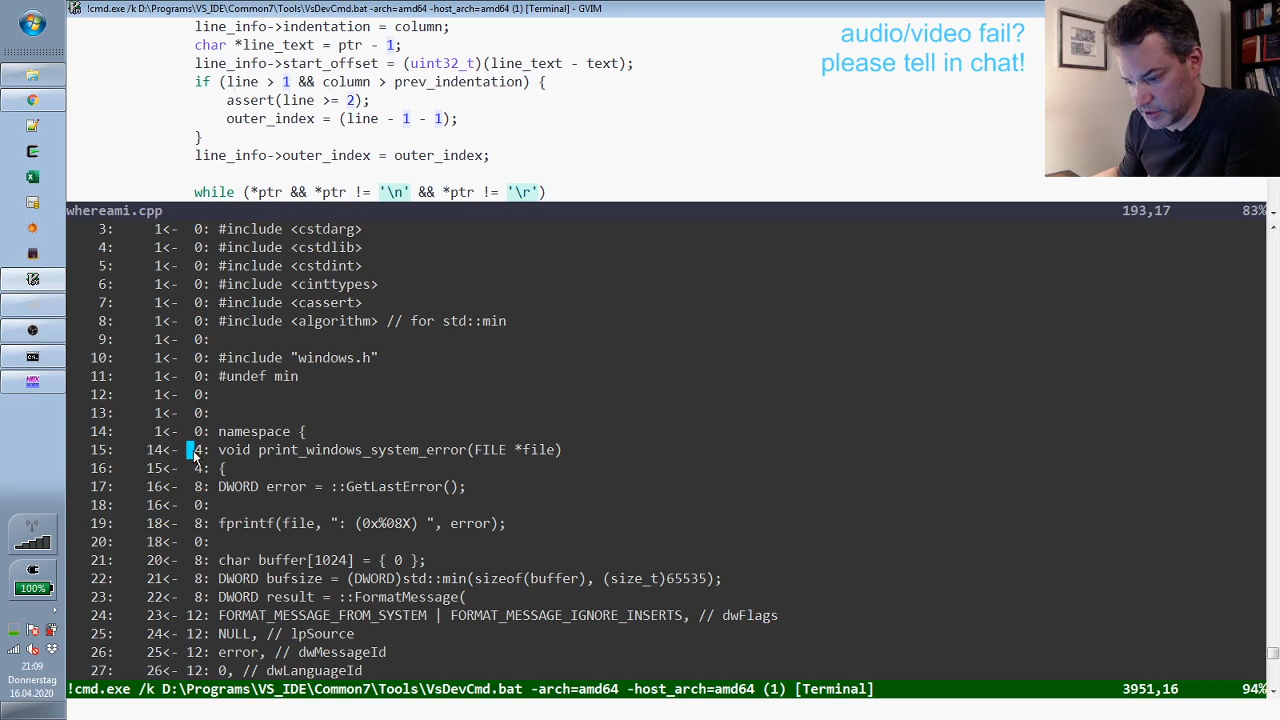 !cmd.exe /k D:\Programs\VS_IDE\Common7\Tools\VsDevCmd.bat -arch=amd64 -host_arch=amd64 (1) [Terminal] - GVIM
line_info->indentation = column;
char *line_text = ptr - 1;
line_info->start_offset = (uint32_t)(line_text - text);
if (line > 1 && column > prev_indentation) {
assert(line >= 2);
outer_index = (line - 1 - 1);
}
line_info->outer_index = outer_index;
while (*ptr && *ptr != '\n' && *ptr != '\r')
audio/video fail?
please tell in chat!
whereami.cpp 193,17 83%
3: 1<- 0: #include <cstdarg>
4: 1<- 0: #include <cstdlib>
5: 1<- 0: #include <cstdint>
6: 1<- 0: #include <cinttypes>
7: 1<- 0: #include <cassert>
8: 1<- 0: #include <algorithm> // for std::min
9: 1<- 0:
10: 1<- 0: #include "windows.h"
11: 1<- 0: #undef min
12: 1<- 0:
13: 1<- 0:
14: 1<- 0: namespace {
15: 14<- 4: void print_windows_system_error(FILE *file)
16: 15<- 4: {
17: 16<- 8: DWORD error = ::GetLastError();
18: 16<- 0:
19: 18<- 8: fprintf(file, ": (0x%08X) ", error);
20: 18<- 0:
21: 20<- 8: char buffer[1024] = { 0 };
22: 21<- 8: DWORD bufsize = (DWORD)std::min(sizeof(buffer), (size_t)65535);
23: 22<- 8: DWORD result = ::FormatMessage(
24: 23<- 12: FORMAT_MESSAGE_FROM_SYSTEM | FORMAT_MESSAGE_IGNORE_INSERTS, // dwFlags
25: 24<- 12: NULL, // lpSource
26: 25<- 12: error, // dwMessageId
27: 26<- 12: 0, // dwLanguageId
!cmd.exe /k D:\Programs\VS_IDE\Common7\Tools\VsDevCmd.bat -arch=amd64 -host_arch=amd64 (1) [Terminal] 3951,16 94%
HEX
100%
21:09
Donnerstag
16.04.2020